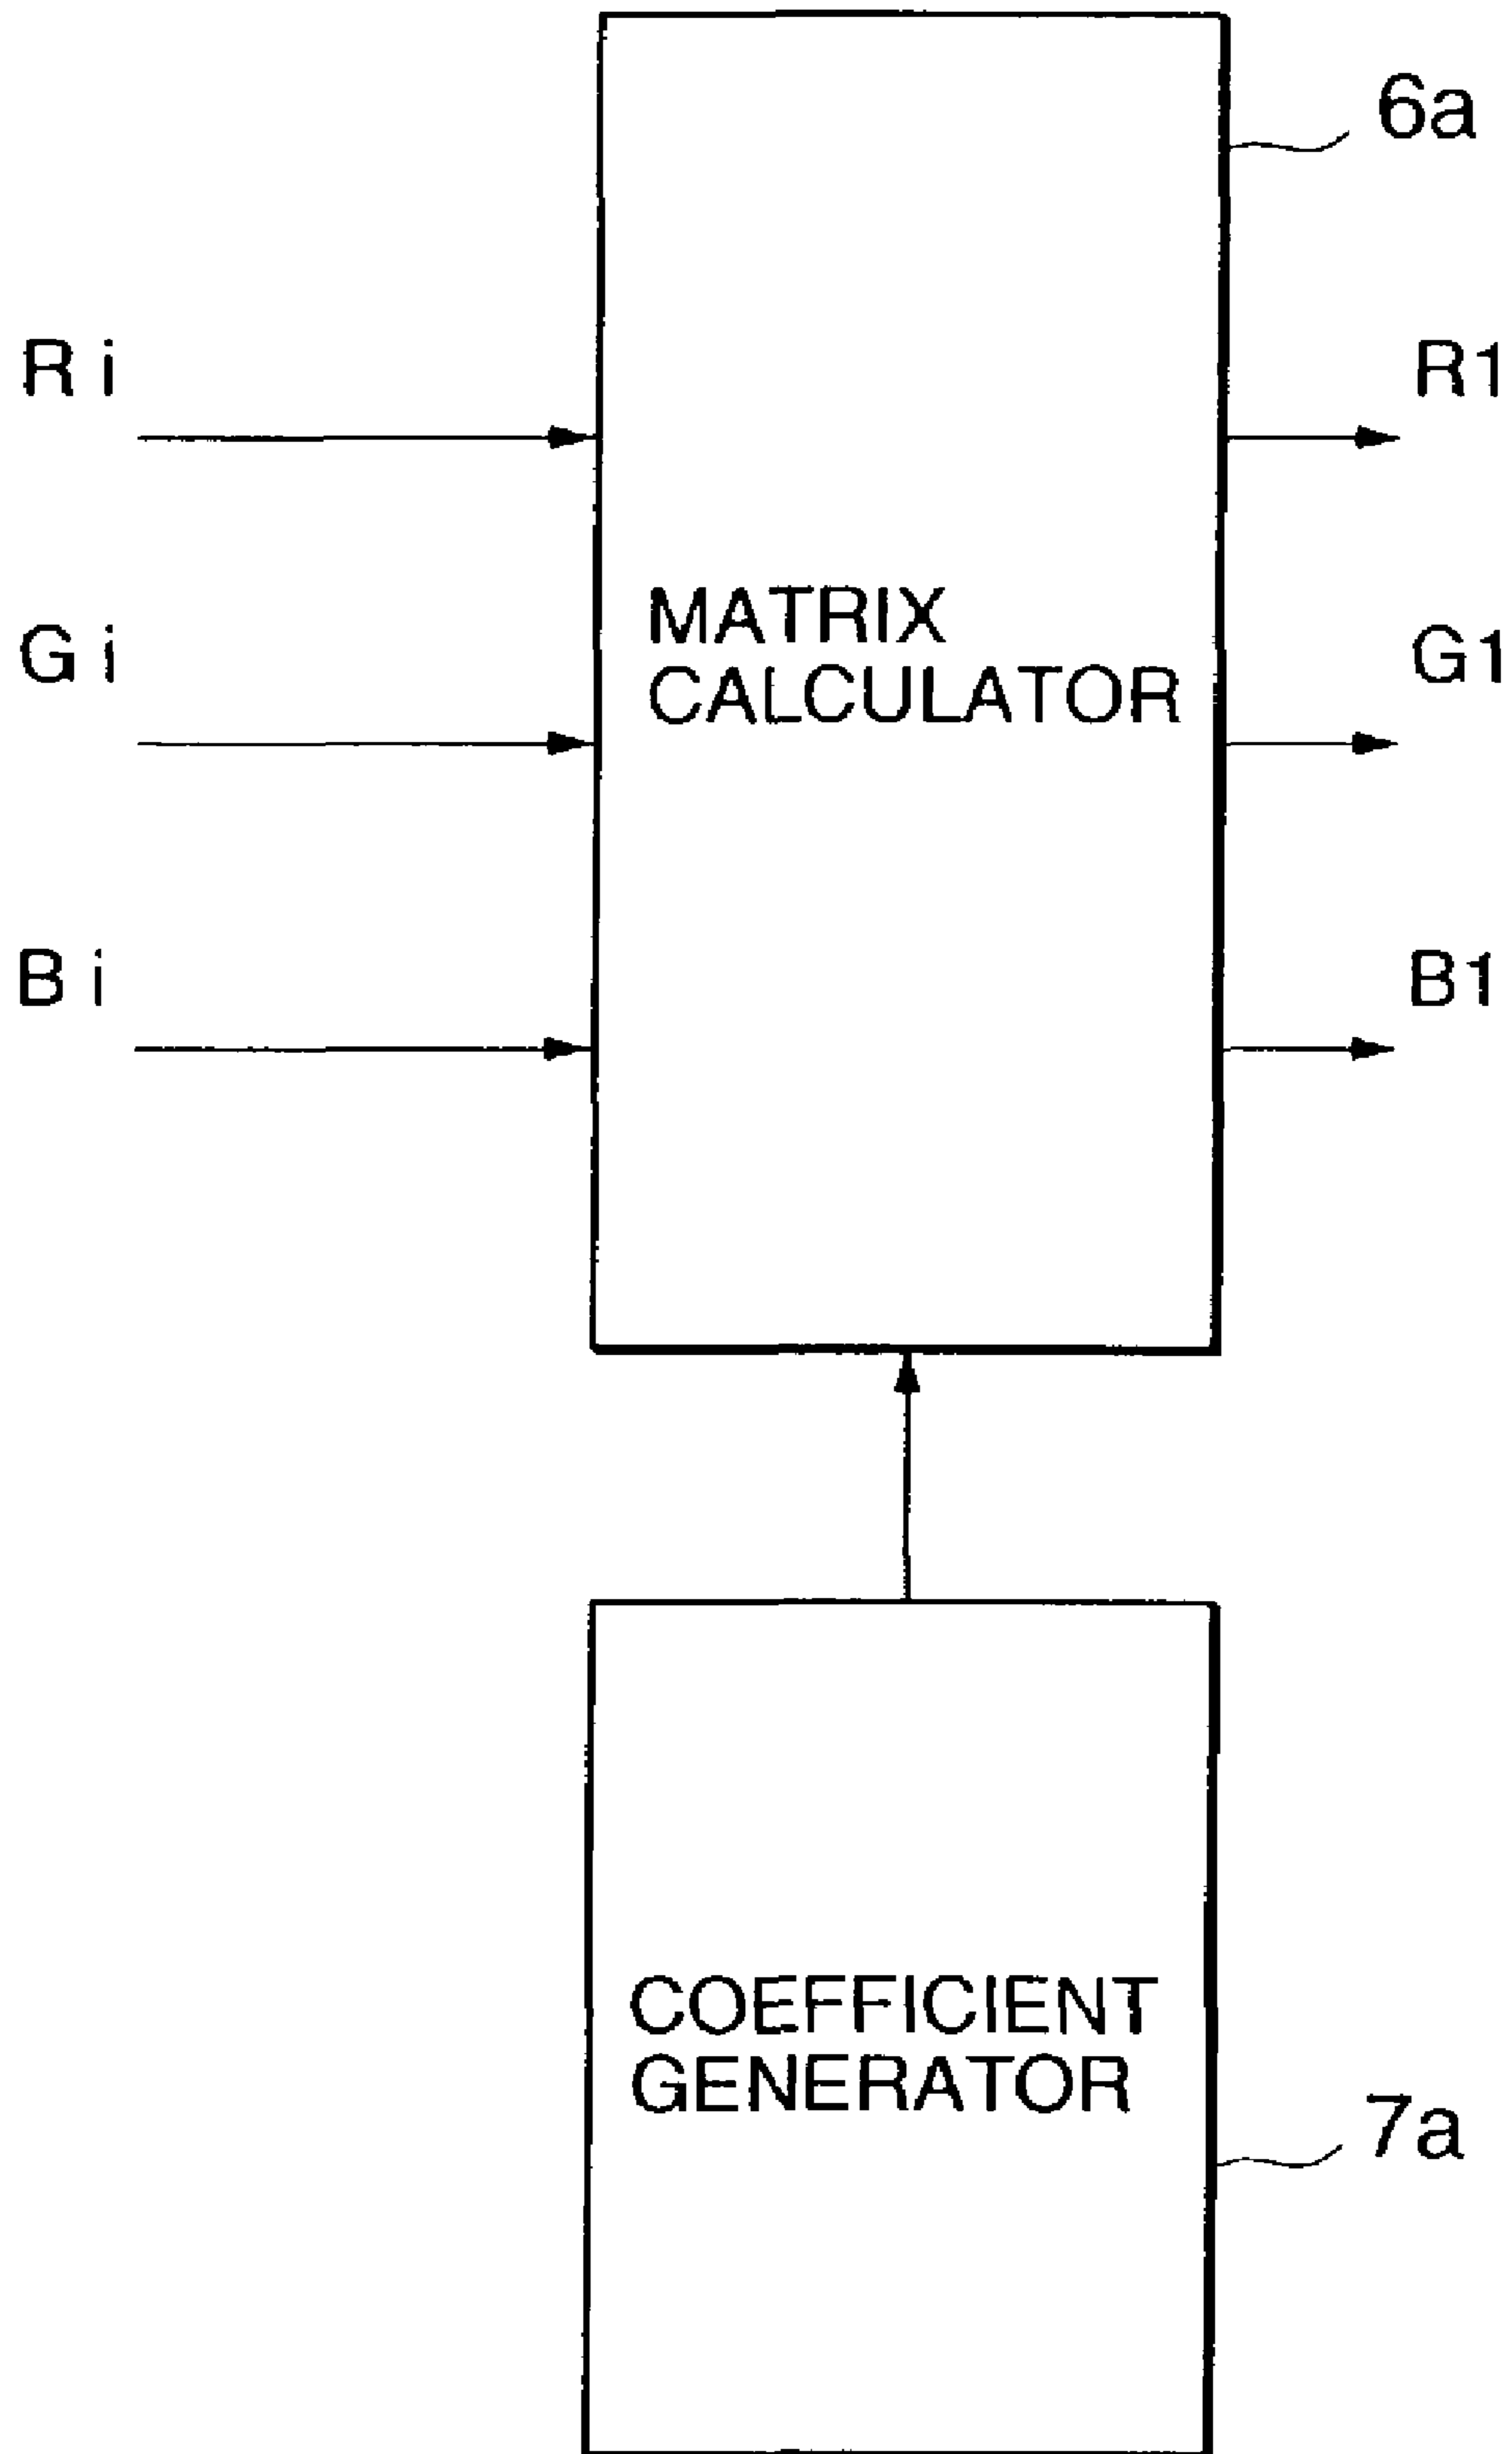 6a
R i
R1
MATRIX
CALCULATOR
G i
G1
B i
B1
COEFFICIENT
GENERATOR
7a